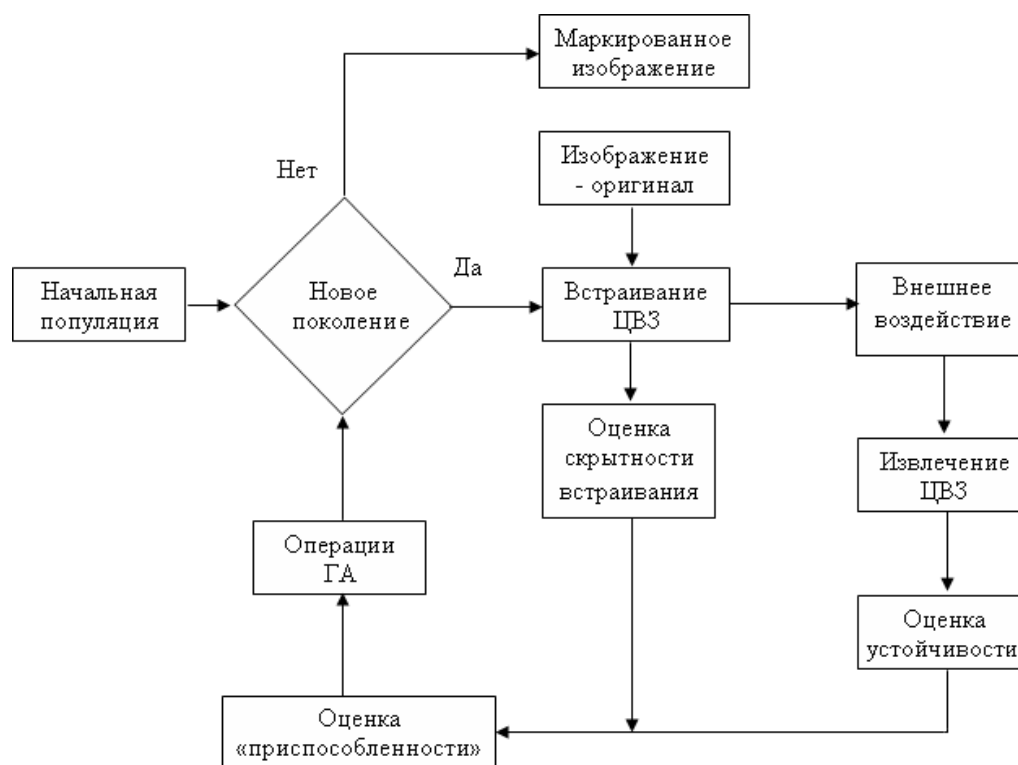 Маркированное
изображение
Изображение
- оригинал
Нет
Да
Начальная
популяция
Новое
поколение
Встраивание
ЦВЗ
Внешнее
воздействие
Оценка
скрытности
встраивания
Извлечение
ЦВЗ
Операции
ГА
Оценка
устойчивости
Оценка
«приспособленности»